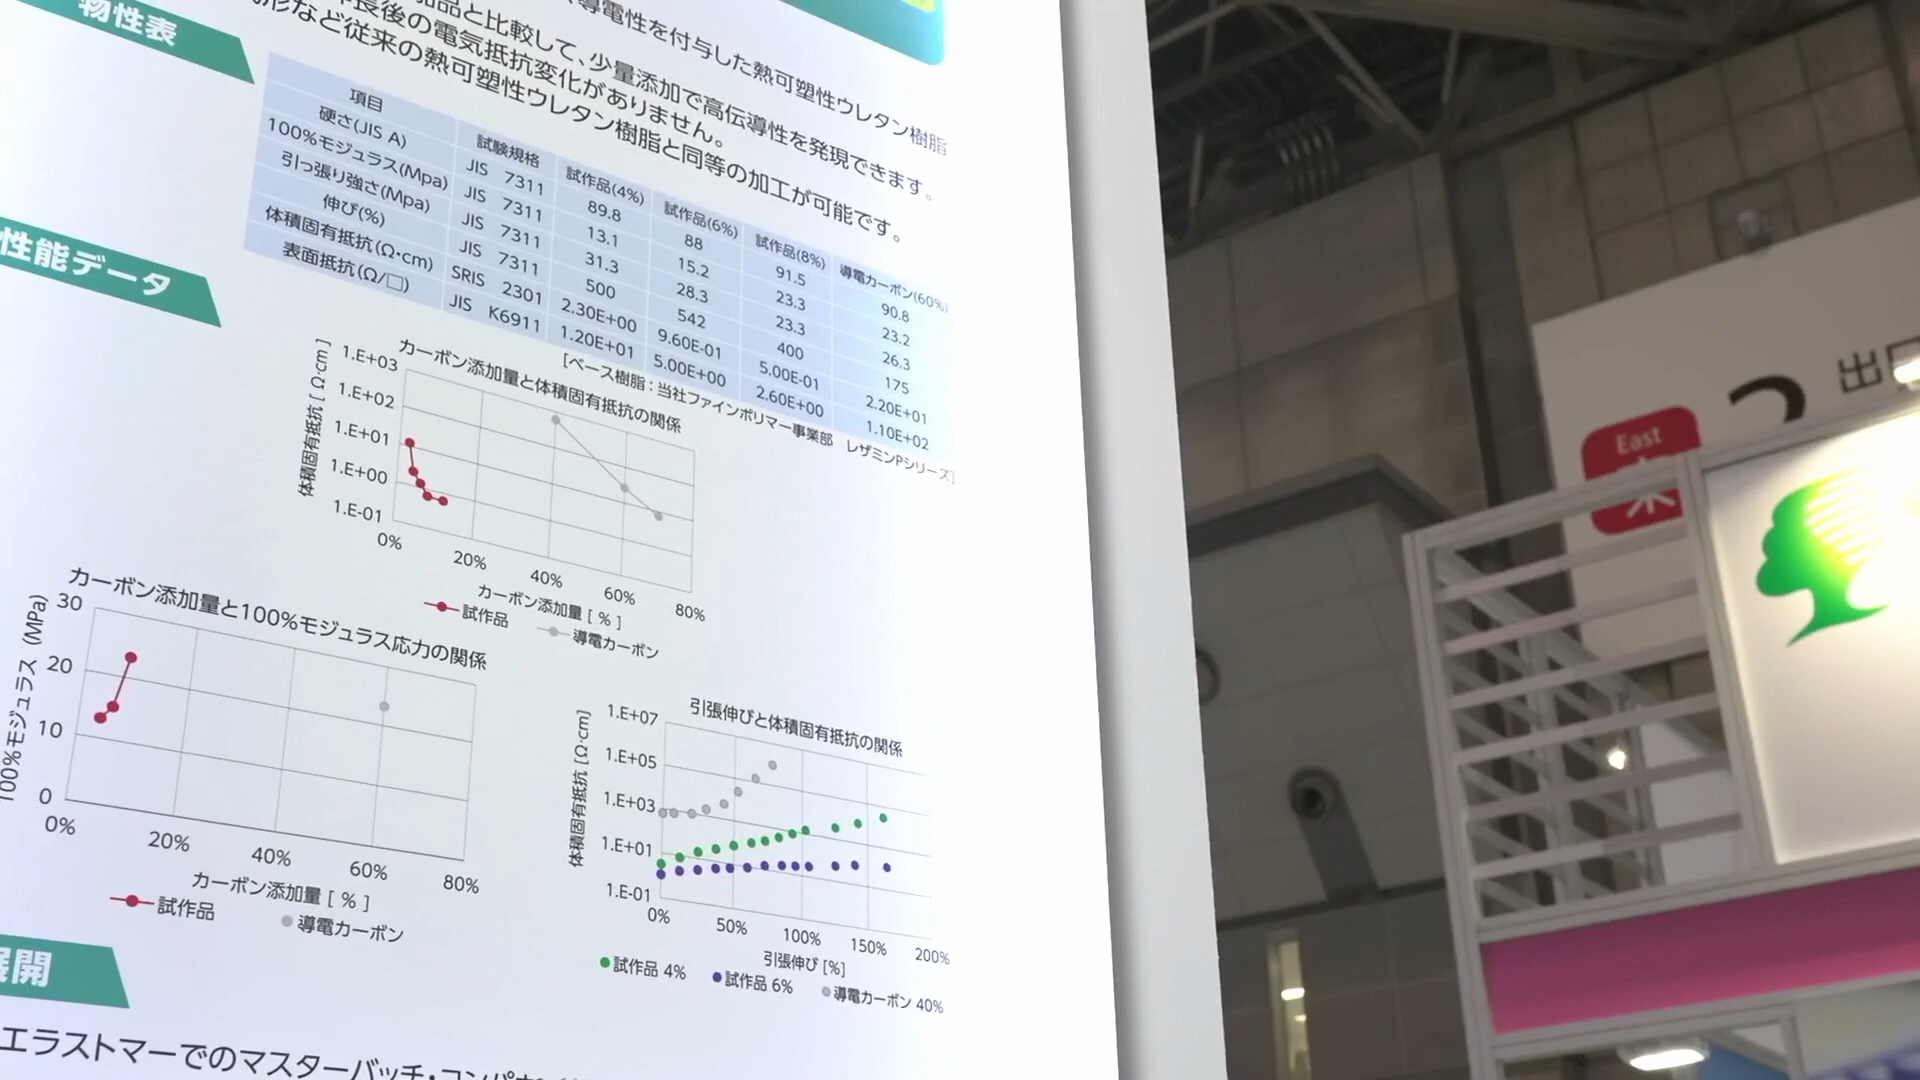 物性表
導電性を付与した熱可塑性ウレタン樹脂
加品と比較して、少量添加で高伝導性を発現できます。
伸長後の電気抵抗変化がありません。
形など従来の熱可塑性ウレタン樹脂と同等の加工が可能です。
項目 試験規格 試作品(4%) 試作品(6%) 試作品(8%) 導電カーボン(60%)
硬さ(JIS A) JIS 7311 89.8 88 91.5 90.8
100%モジュラス(Mpa) JIS 7311 13.1 15.2 23.3 23.2
引っ張り強さ(Mpa) JIS 7311 31.3 28.3 23.3 26.3
伸び(%) JIS 7311 500 542 400 175
体積固有抵抗(Ω・cm) SRIS 2301 2.30E+00 9.60E-01 5.00E-01 2.20E+01
表面抵抗(Ω/□) JIS K6911 1.20E+01 5.00E+00 2.60E+00 1.10E+02
[ベース樹脂：当社ファインポリマー事業部 レザミンPシリーズ]
性能データ
カーボン添加量と体積固有抵抗の関係
体積固有抵抗 [Ω·cm]
1.E+03
1.E+02
1.E+01
1.E+00
1.E-01
0% 20% 40% 60% 80%
カーボン添加量 [ % ]
試作品 導電カーボン
カーボン添加量と100%モジュラス応力の関係
100%モジュラス (MPa)
30
20
10
0
0% 20% 40% 60% 80%
カーボン添加量 [ % ]
試作品 導電カーボン
引張伸びと体積固有抵抗の関係
体積固有抵抗 [Ω·cm]
1.E+07
1.E+05
1.E+03
1.E+01
1.E-01
0% 50% 100% 150% 200%
引張伸び [%]
試作品 4% 試作品 6% 導電カーボン 40%
展開
エラストマーでのマスターバッチ・コンパ
East
出口